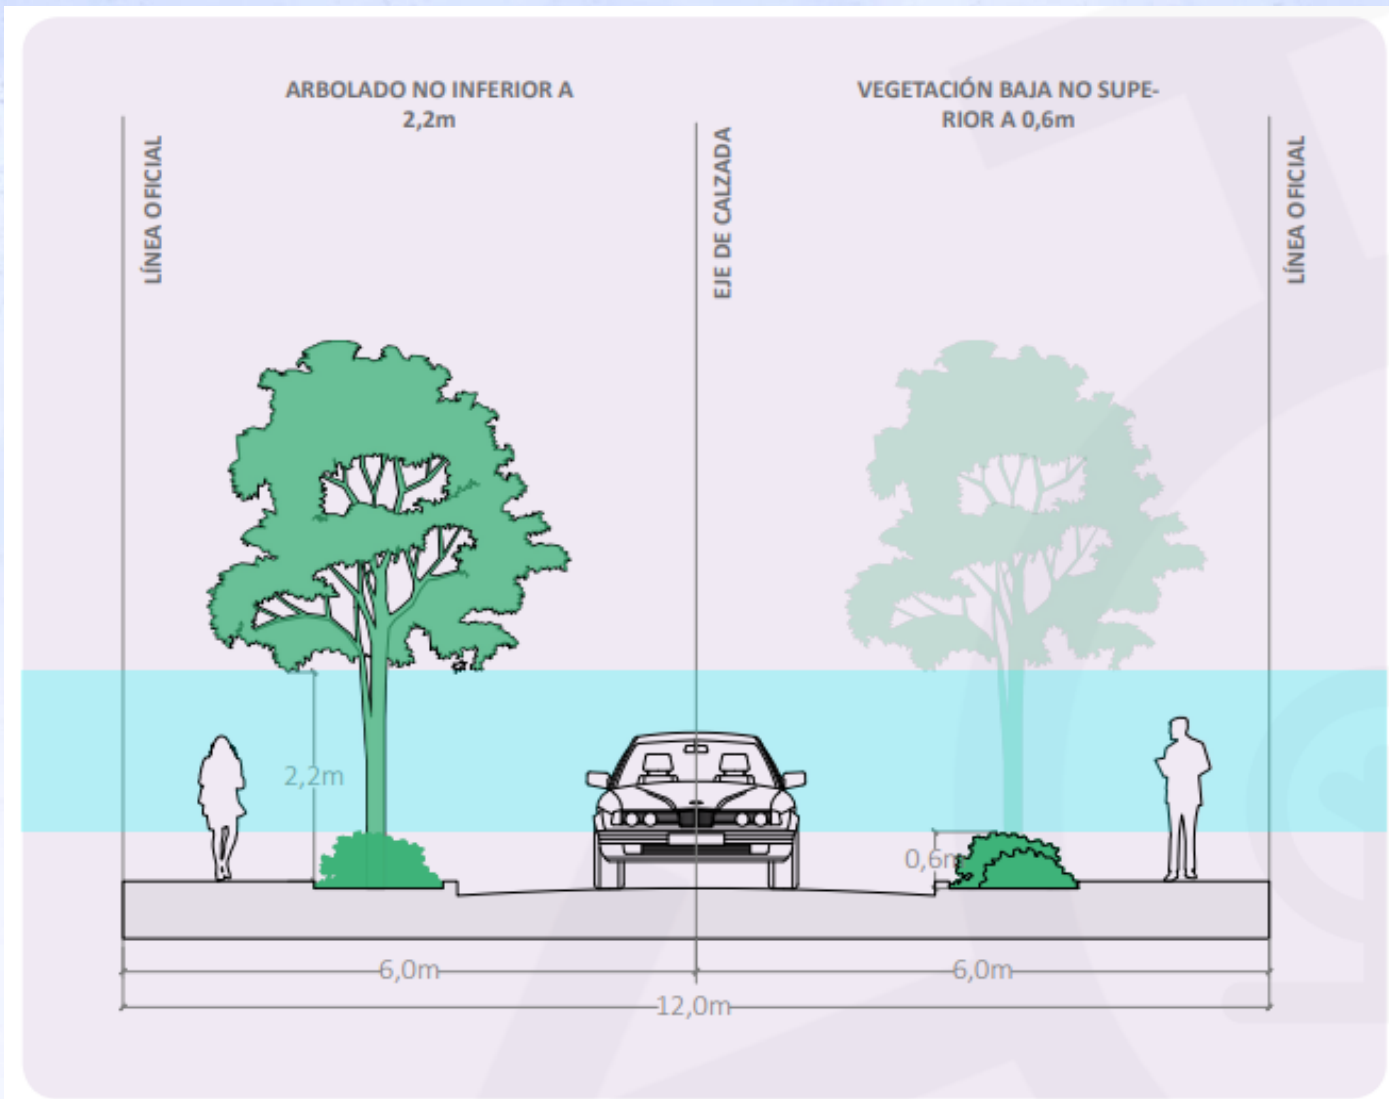 ARBOLADO NO INFERIOR A
2,2m
VEGETACIÓN BAJA NO SUPE-
RIOR A 0,6m
LÍNEA OFICIAL
EJE DE CALZADA
LÍNEA OFICIAL
2,2m
0,6m
6,0m
6,0m
12,0m